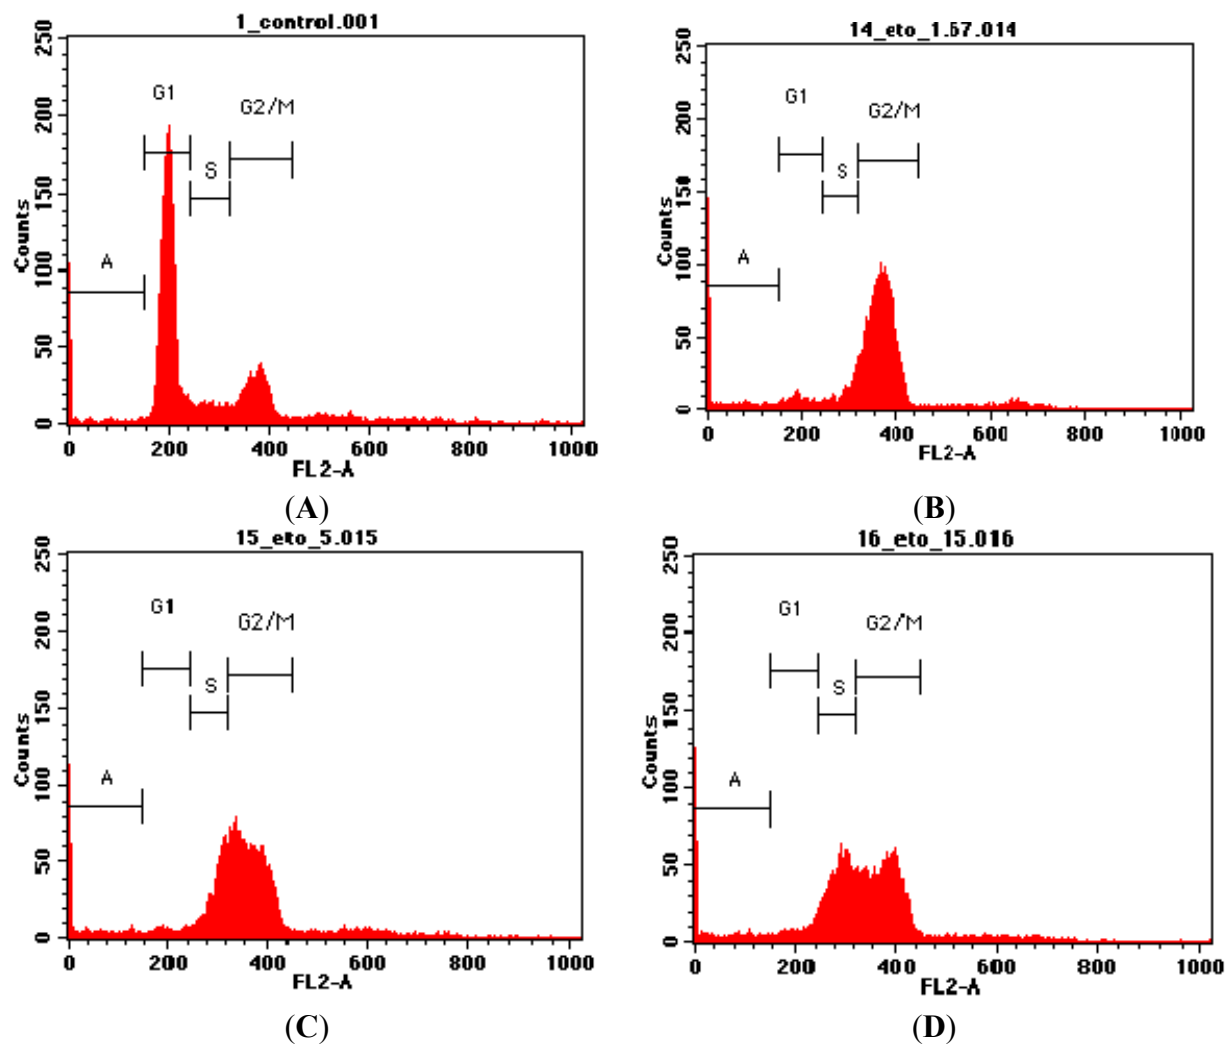 1_control.001
250
200
150
100
50
0
Counts
G1
G2/M
S
A
0 200 400 600 800 1000
FL2-A
(A)
14_eto_1.67.014
250
200
150
100
50
0
Counts
G1
G2/M
S
A
0 200 400 600 800 1000
FL2-A
(B)
15_eto_5.015
250
200
150
100
50
0
Counts
G1
G2/M
S
A
0 200 400 600 800 1000
FL2-A
(C)
16_eto_15.016
250
200
150
100
50
0
Counts
G1
G2/M
S
A
0 200 400 600 800 1000
FL2-A
(D)